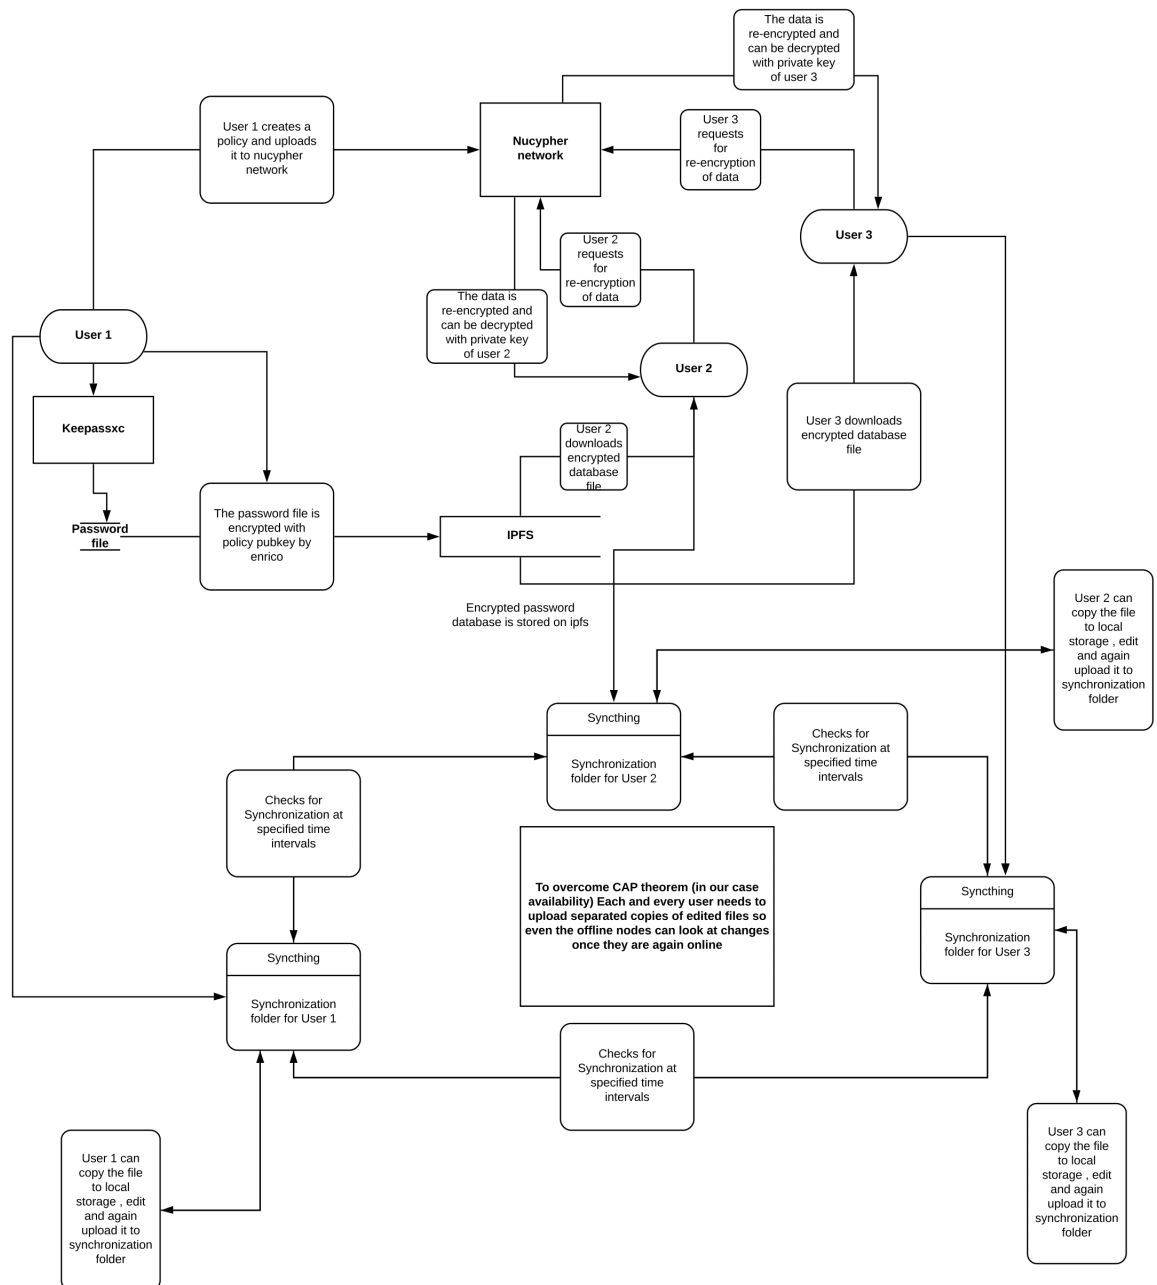 The data is
re-encrypted and
can be decrypted
with private key
of user 3
User 1 creates a
policy and uploads
it to nucypher
network
Nucypher
network
User 3
requests
for
re-encryption
of data
User 3
User 2
requests
for
re-encryption
of data
The data is
re-encrypted and
can be decrypted
with private key
of user 2
User 1
User 2
Keepassxc
User 2
downloads
encrypted
database
file
User 3 downloads
encrypted database
file
Password
file
The password file is
encrypted with
policy pubkey by
enrico
IPFS
Encrypted password
database is stored on ipfs
User 2 can
copy the file
to local
storage , edit
and again
upload it to
synchronization
folder
Syncthing
Synchronization
folder for User 2
Checks for
Synchronization at
specified time
intervals
Checks for
Synchronization at
specified time
intervals
To overcome CAP theorem (in our case
availability) Each and every user needs to
upload separated copies of edited files so
even the offline nodes can look at changes
once they are again online
Syncthing
Synchronization
folder for User 3
Syncthing
Synchronization
folder for User 1
Checks for
Synchronization at
specified time
intervals
User 1 can
copy the file
to local
storage , edit
and again
upload it to
synchronization
folder
User 3 can
copy the file
to local
storage , edit
and again
upload it to
synchronization
folder